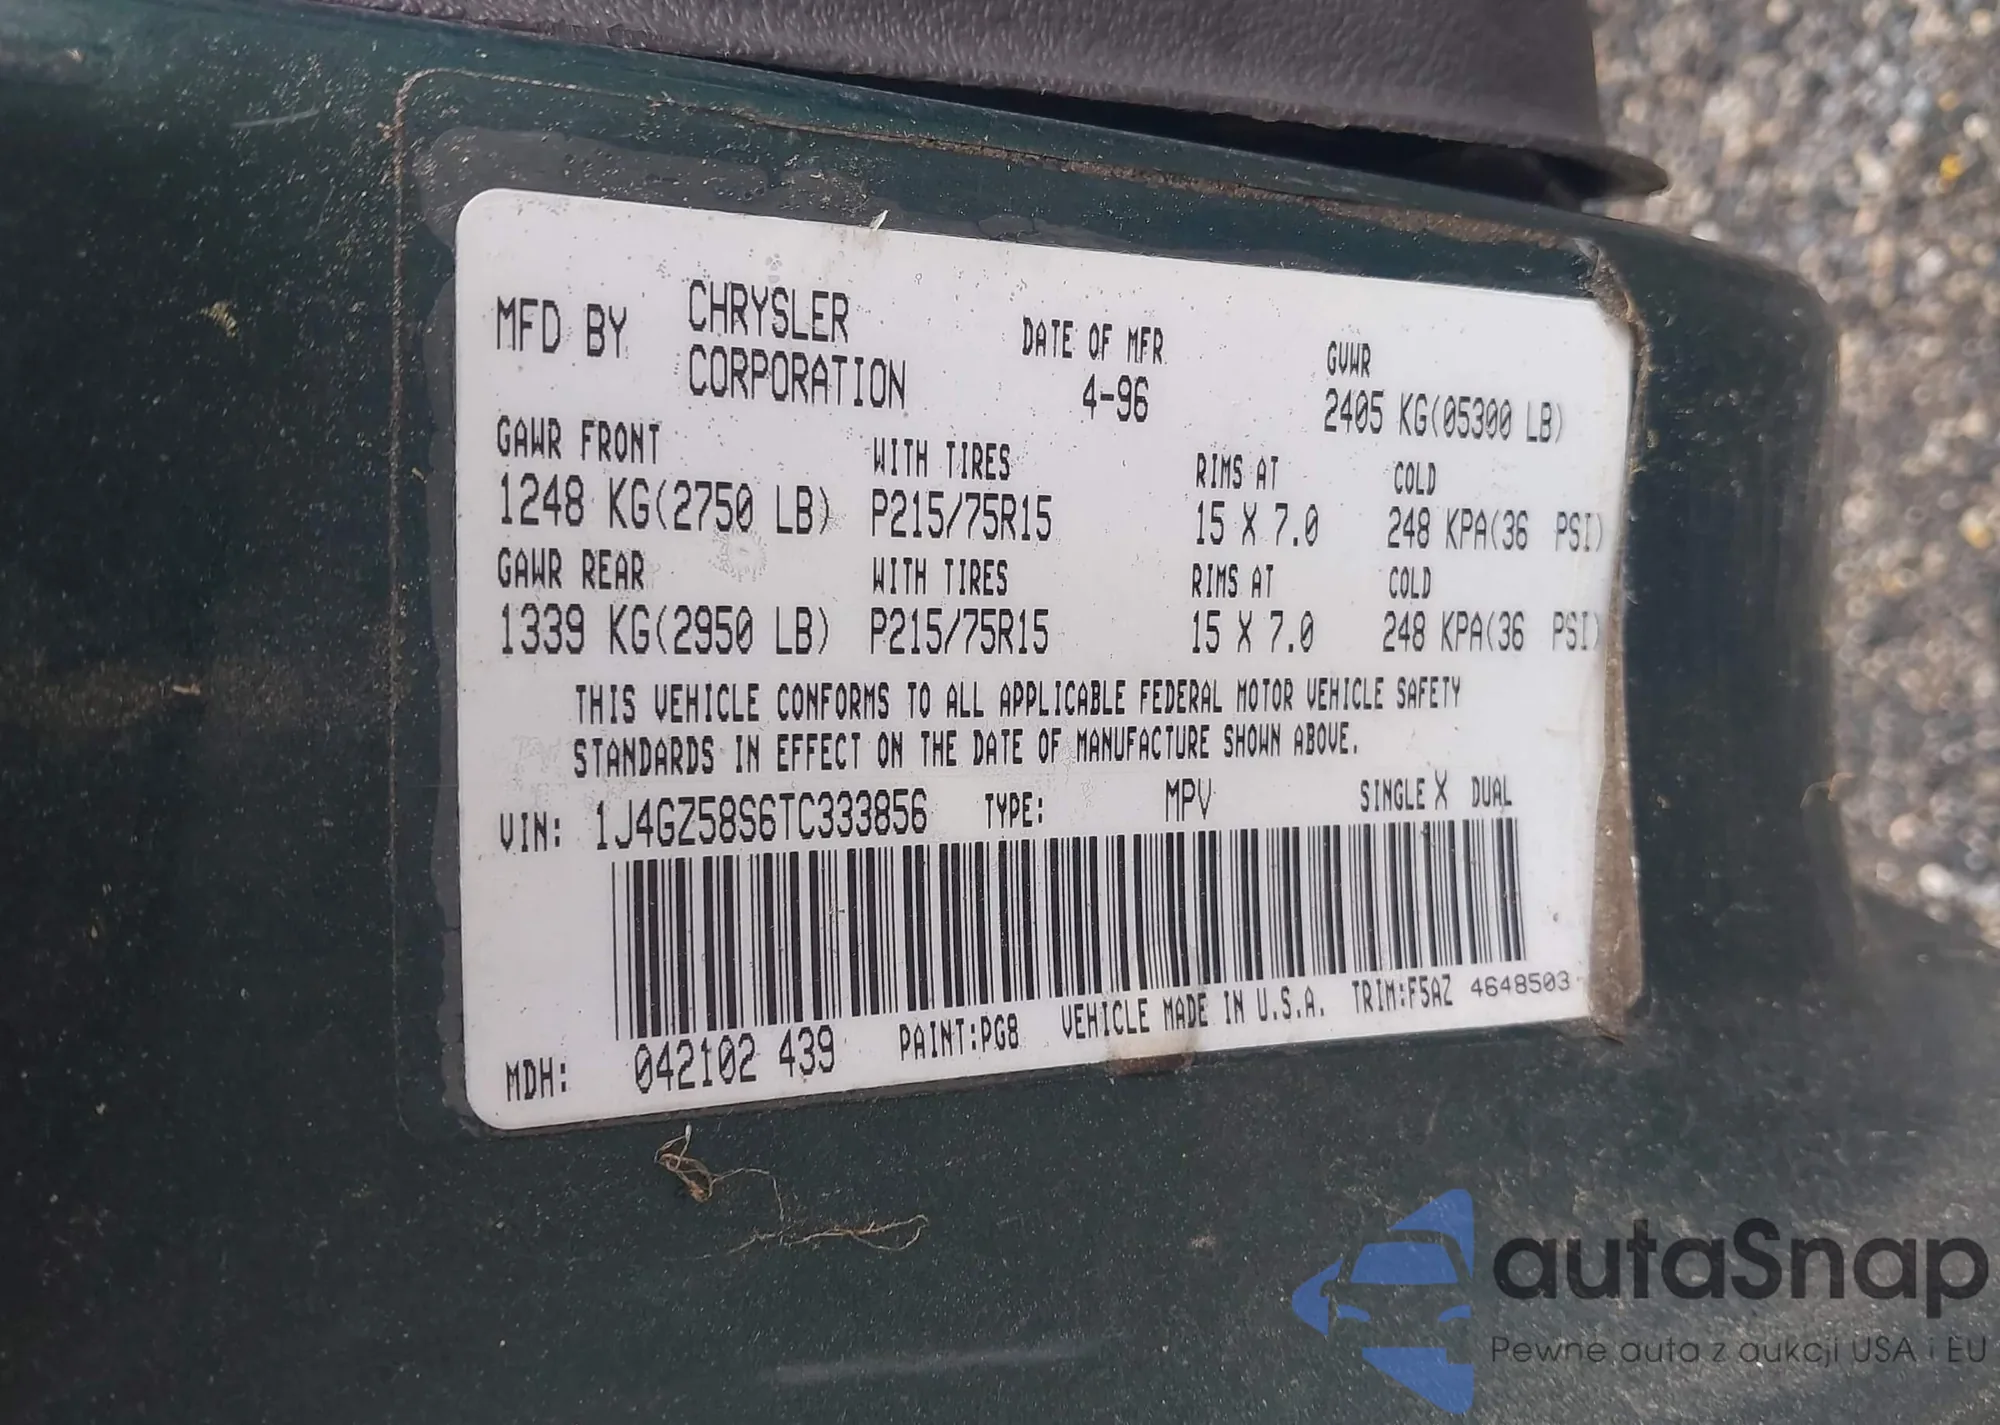 MFD BY CHRYSLER CORPORATION DATE OF MFR 4-96 GVWR 2405 KG(05300 LB)
GAWR FRONT WITH TIRES RIMS AT COLD
1248 KG(2750 LB) P215/75R15 15 X 7.0 248 KPA(36 PSI)
GAWR REAR WITH TIRES RIMS AT COLD
1339 KG(2950 LB) P215/75R15 15 X 7.0 248 KPA(36 PSI)
THIS VEHICLE CONFORMS TO ALL APPLICABLE FEDERAL MOTOR VEHICLE SAFETY
STANDARDS IN EFFECT ON THE DATE OF MANUFACTURE SHOWN ABOVE.
VIN: 1J4GZ58S6TC333856 TYPE: MPV SINGLE X DUAL
MDH: 042102 439 PAINT:PG8 VEHICLE MADE IN U.S.A. TRIM:F5AZ 4648503
autaSnap
Pewne auta z aukcji USA i EU